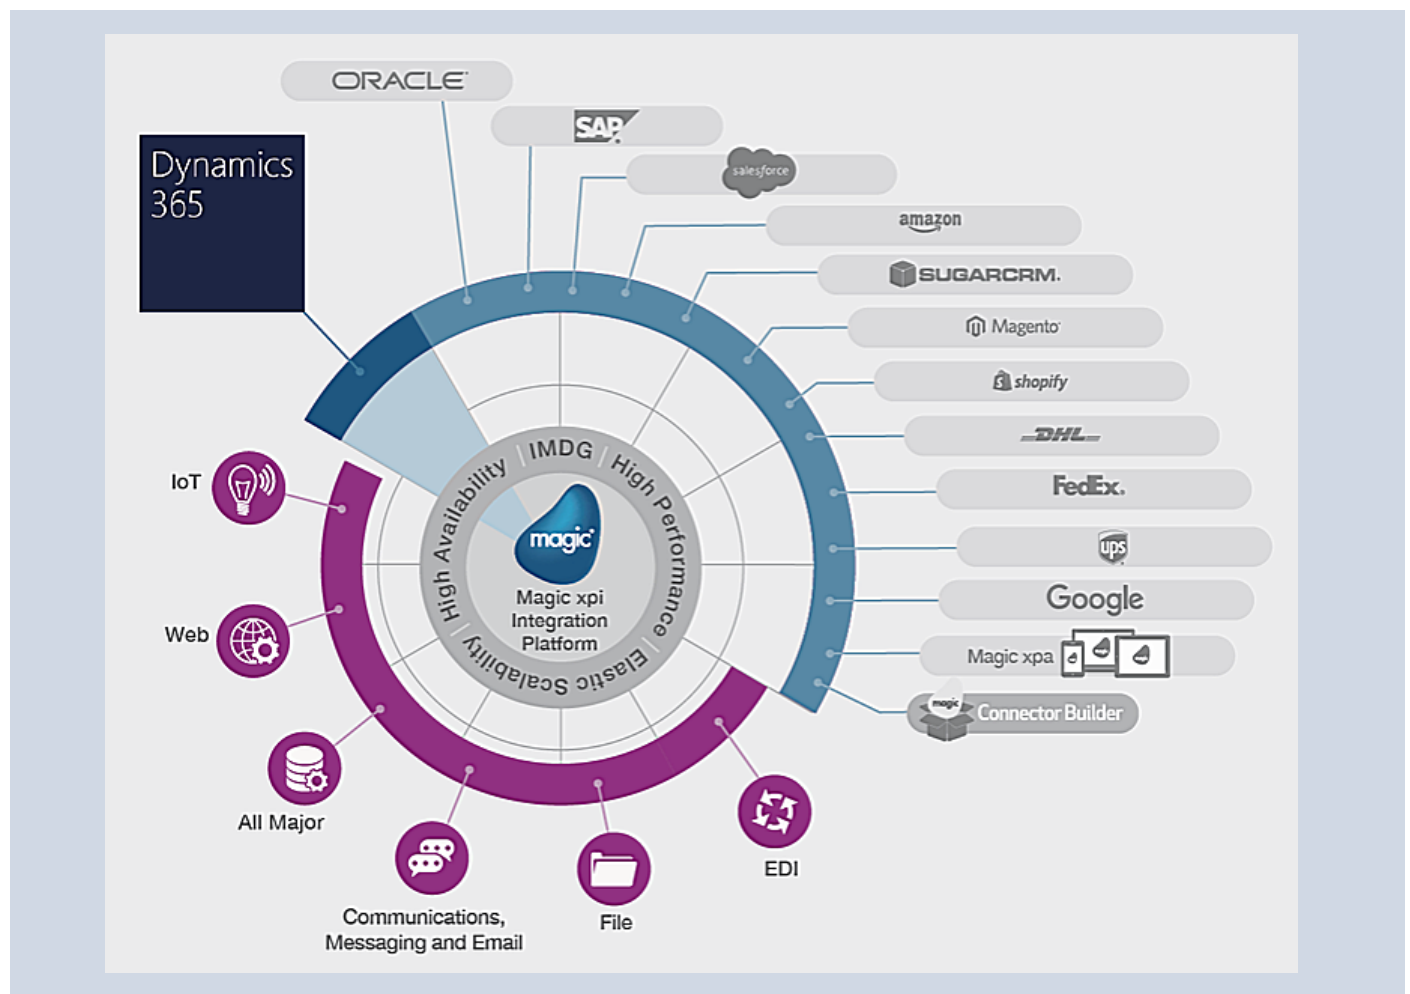 ORACLE
SAP
salesforce
amazon
SUGARCRM.
Magento
shopify
DHL
FedEx.
ups
Google
Magic xpa
magic
Connector Builder
Dynamics
365
High Availability | IMDG | High Performance | Elastic Scalability |
magic
Magic xpi
Integration
Platform
IoT
Web
All Major
Communications,
Messaging and Email
File
EDI